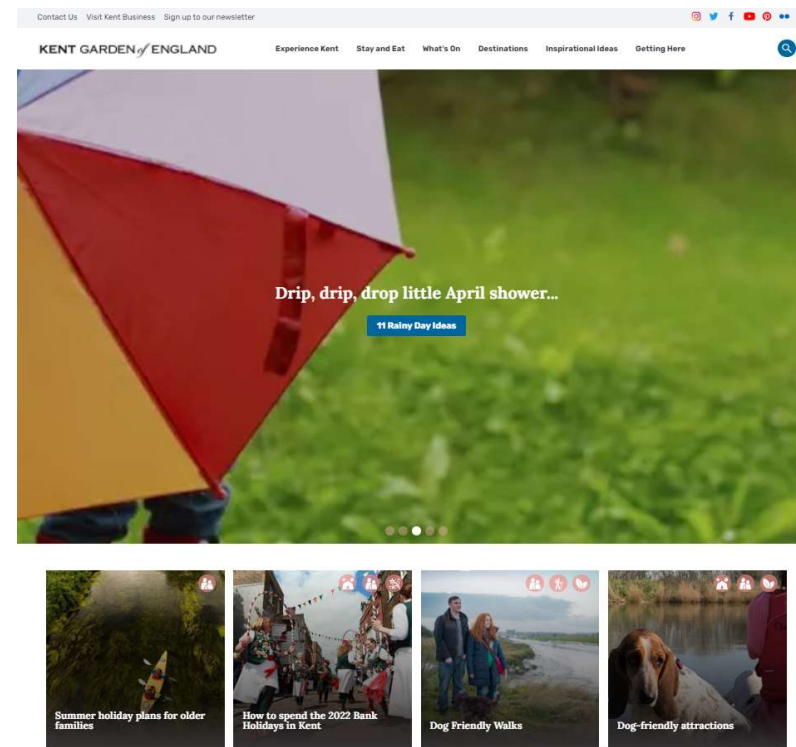 Contact Us Visit Kent Business Sign up to our newsletter
KENT GARDEN of ENGLAND
Experience Kent Stay and Eat What's On Destinations Inspirational Ideas Getting Here
Drip, drip, drop little April shower...
11 Rainy Day Ideas
Summer holiday plans for older
families
How to spend the 2022 Bank
Holidays in Kent
Dog Friendly Walks
Dog-friendly attractions